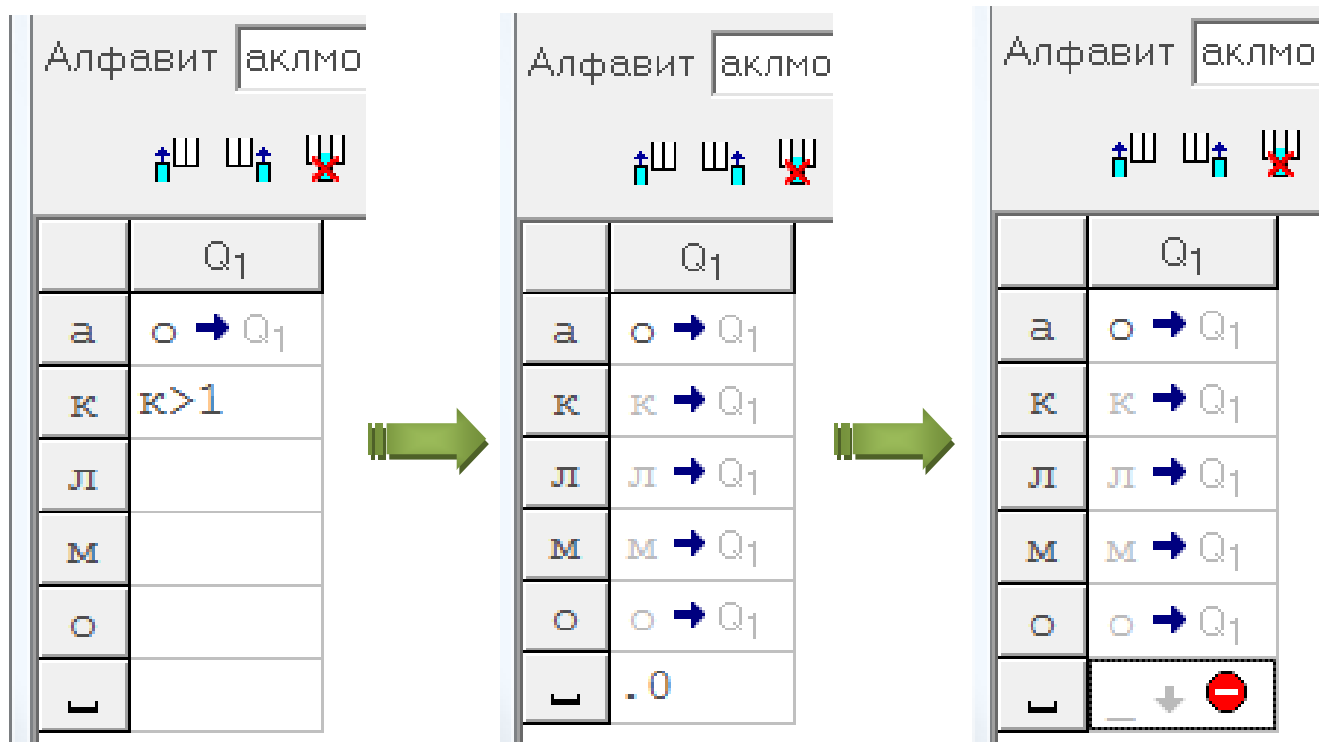 Алфавит аклмо
Q1
а о → Q1
к к>1
л
м
о
␣
Алфавит аклмо
Q1
а о → Q1
к к → Q1
л л → Q1
м м → Q1
о о → Q1
␣ .0
Алфавит аклмо
Q1
а о → Q1
к к → Q1
л л → Q1
м м → Q1
о о → Q1
␣ _ ↓